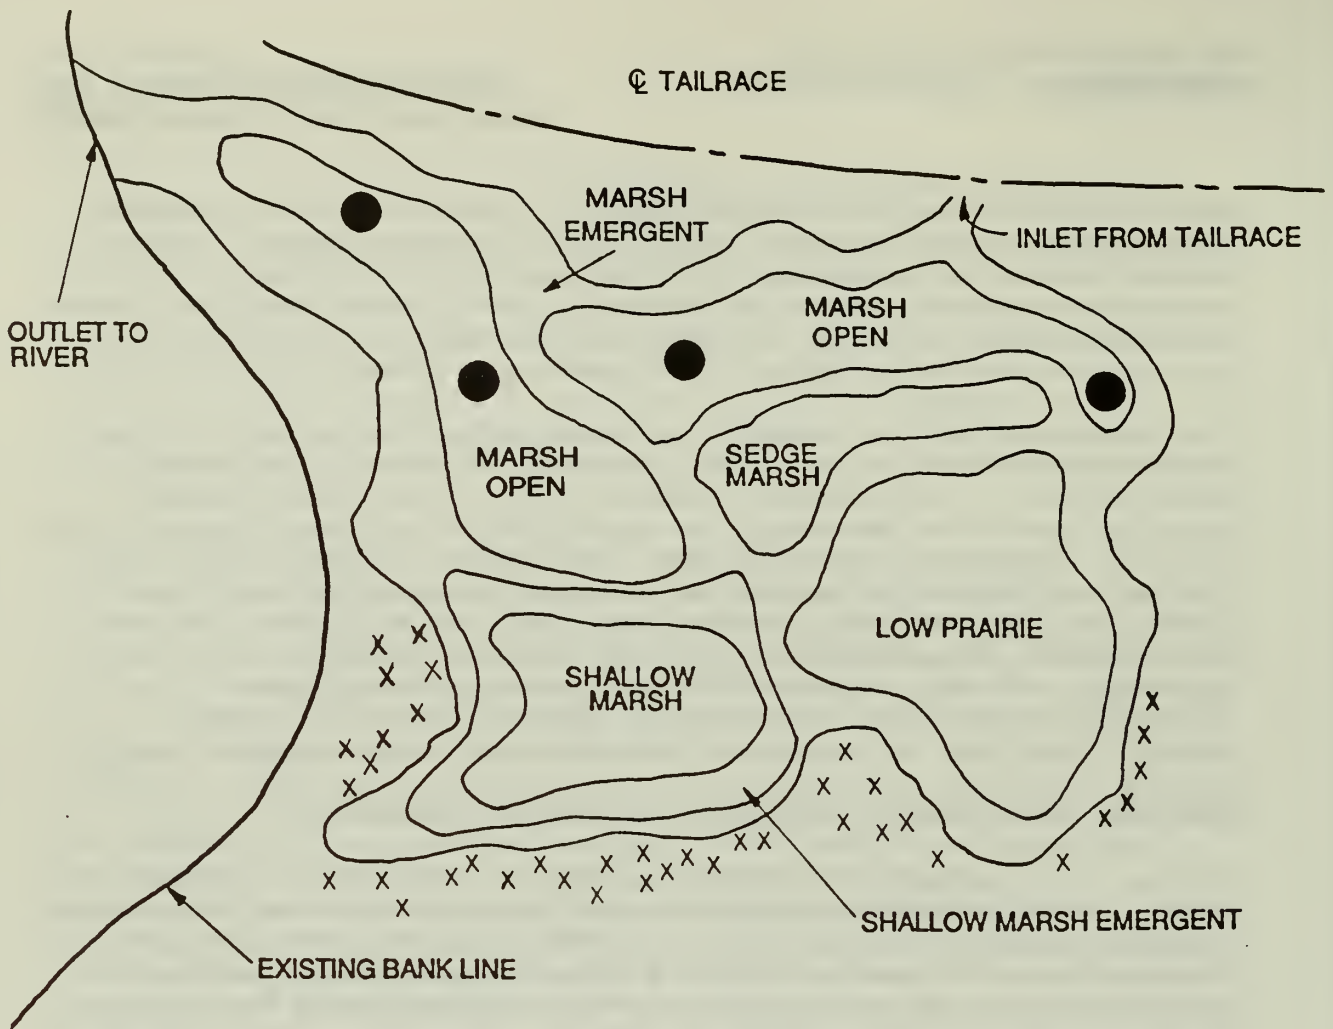 ℄ TAILRACE
MARSH
EMERGENT
INLET FROM TAILRACE
OUTLET TO
RIVER
MARSH
OPEN
MARSH
OPEN
SEDGE
MARSH
LOW PRAIRIE
SHALLOW
MARSH
SHALLOW MARSH EMERGENT
EXISTING BANK LINE